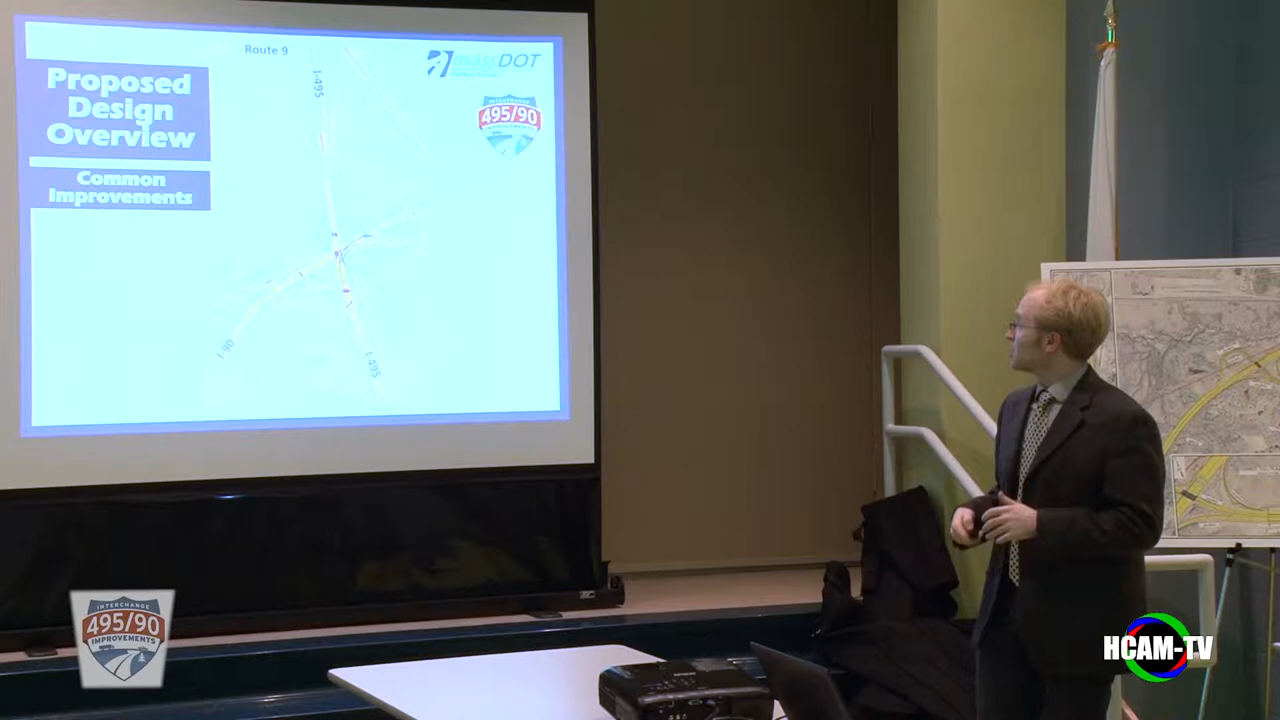 Route 9
I-495
massDOT
INTERCHANGE
495/90
IMPROVEMENTS
Proposed
Design
Overview
Common
Improvements
I-90
I-495
INTERCHANGE
495/90
IMPROVEMENTS
HCAM-TV